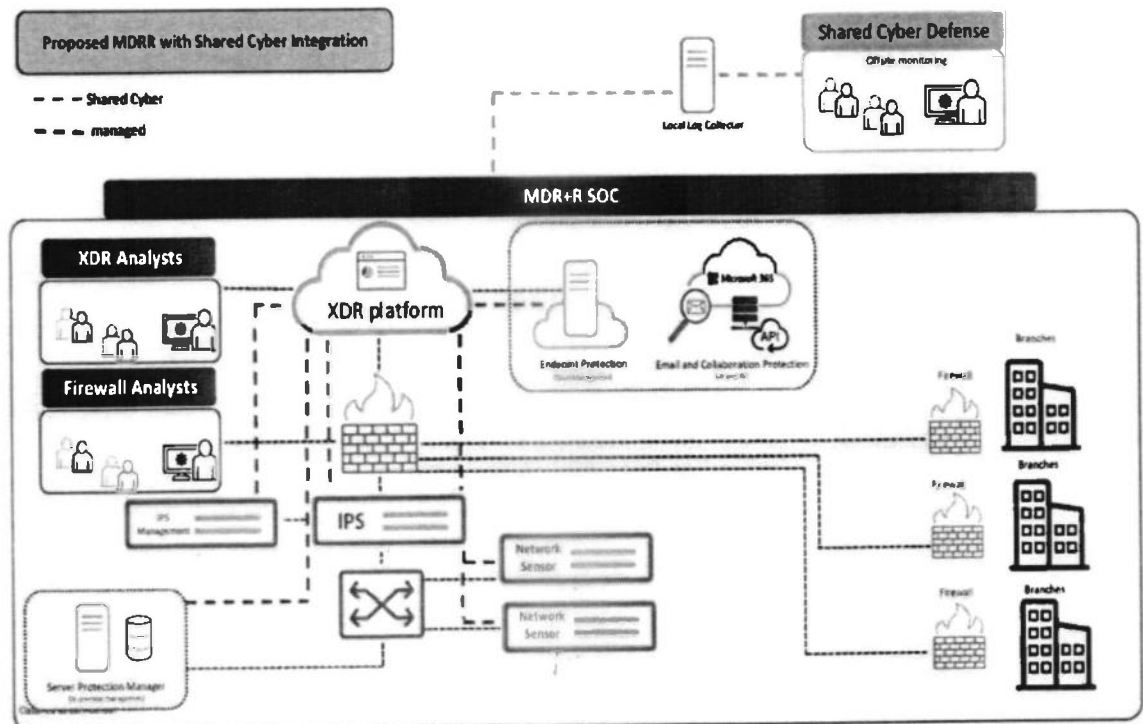 Proposed MDRR with Shared Cyber Integration
Shared Cyber
managed
Shared Cyber Defense
Offsite monitoring
Local Log Collector
MDR+R SOC
XDR Analysts
XDR platform
Microsoft 365
API
Endpoint Protection
Email and Collaboration Protection
Firewall Analysts
IPS
Management
IPS
Network
Sensor
Network
Sensor
Server Protection Manager
Branches
Firewall
Branches
Firewall
Branches
Firewall